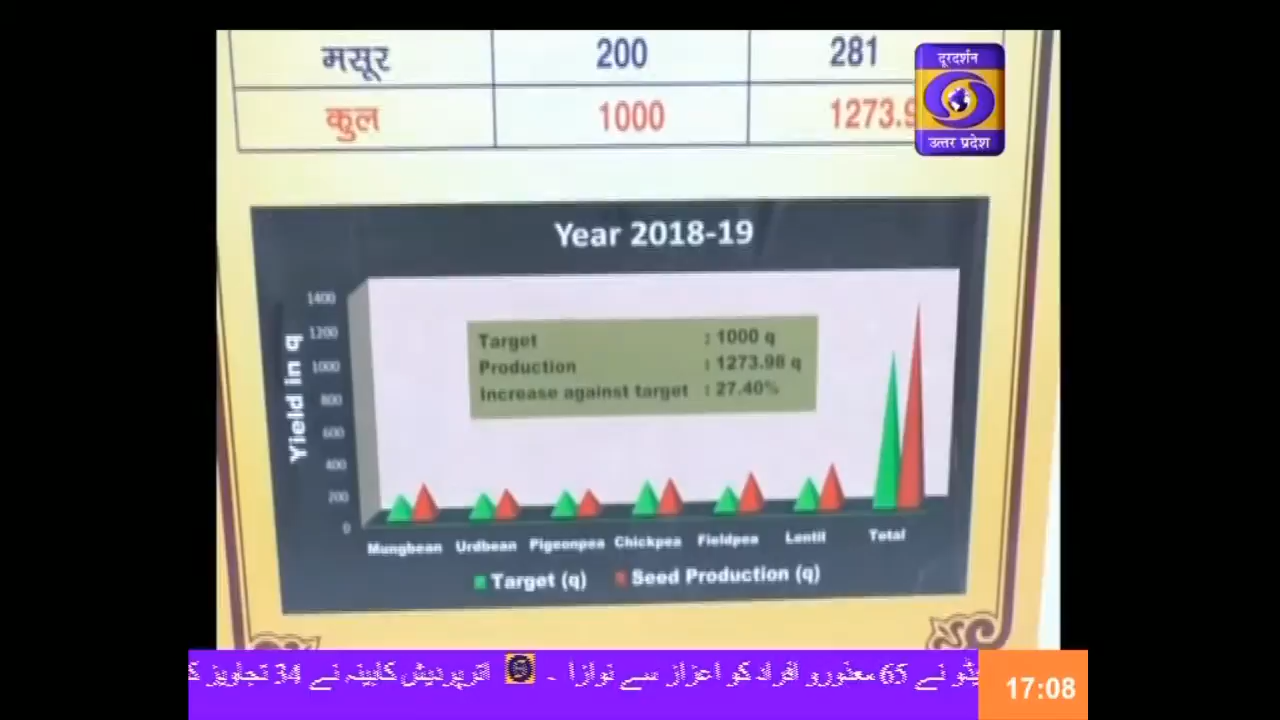 मसूर 200 281
कुल 1000 1273.9
दूरदर्शन
उत्तर प्रदेश
Year 2018-19
Yield in q
1400
1200
1000
800
600
400
200
0
Target : 1000 q
Production : 1273.98 q
Increase against target : 27.40%
Mungbean Urdbean Pigeonpea Chickpea Fieldpea Lentil Total
Target (q) Seed Production (q)
نے 65 معذورو افراد کو اعزاز سے نوازا ۔ اترپردیش کابینہ نے 34 تجاویز
17:08